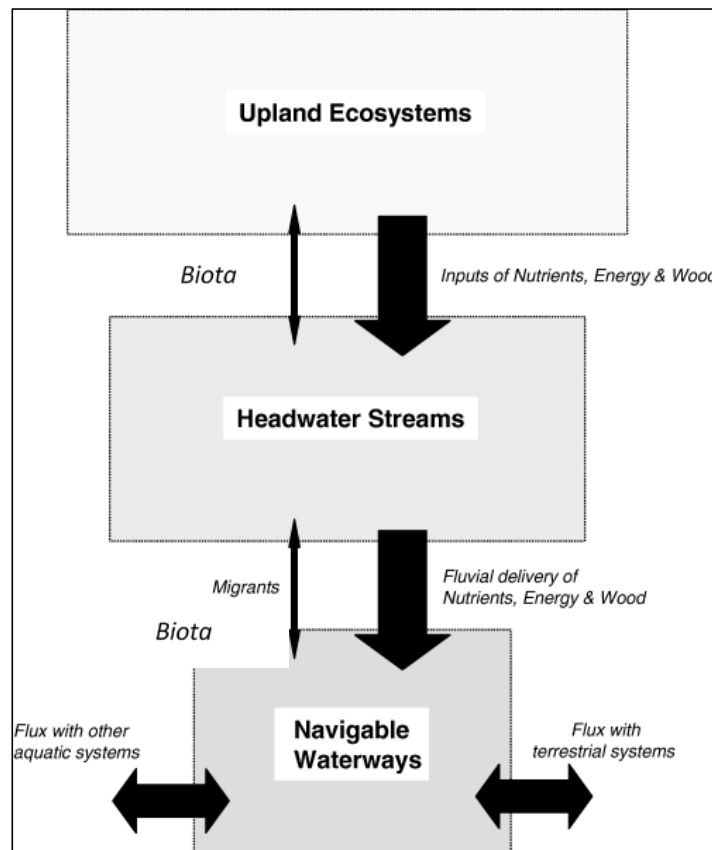 Upland Ecosystems
Biota
Inputs of Nutrients, Energy & Wood
Headwater Streams
Migrants
Fluvial delivery of
Nutrients, Energy & Wood
Biota
Navigable
Waterways
Flux with other
aquatic systems
Flux with
terrestrial systems